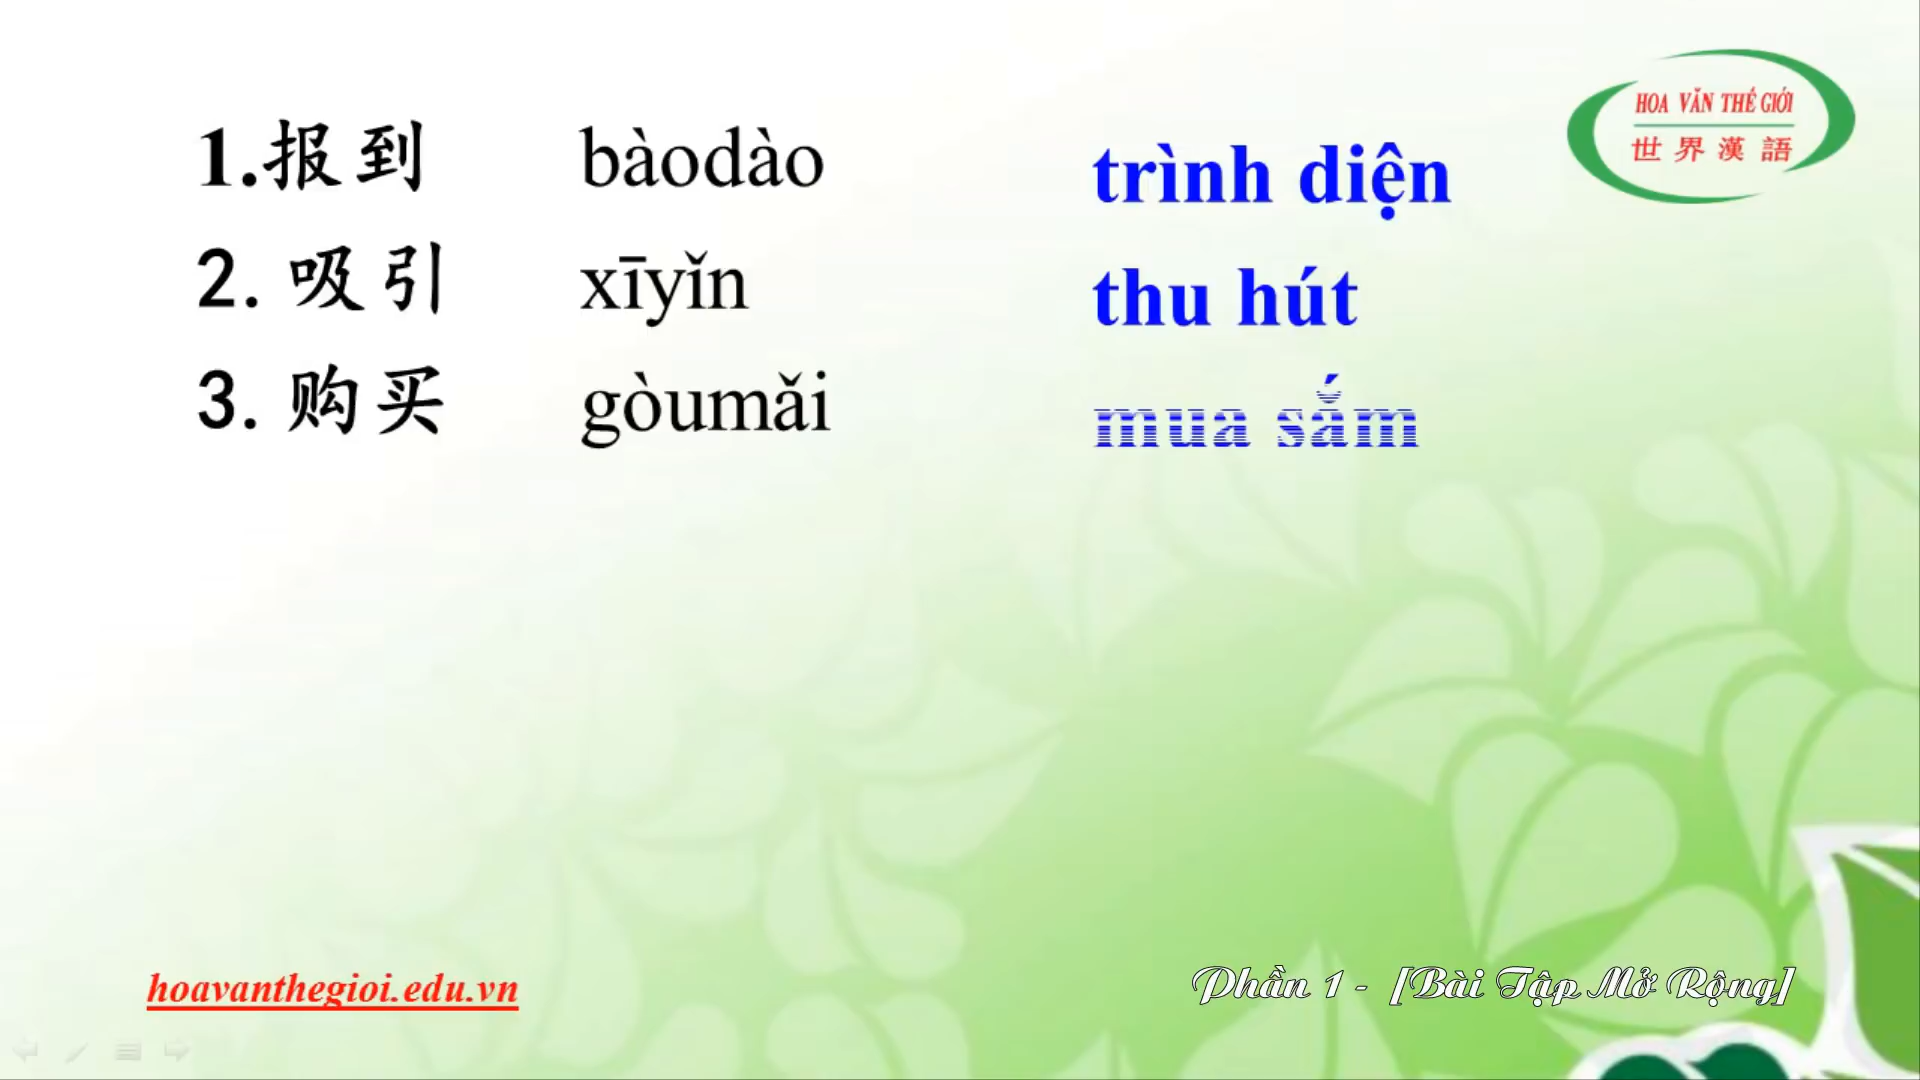 HOA VĂN THẾ GIỚI
世界漢語
1.报到 bàodào trình diện
2. 吸引 xīyǐn thu hút
3. 购买 gòumǎi mua sắm
hoavanthegioi.edu.vn
Phần 1 - [Bài Tập Mở Rộng]